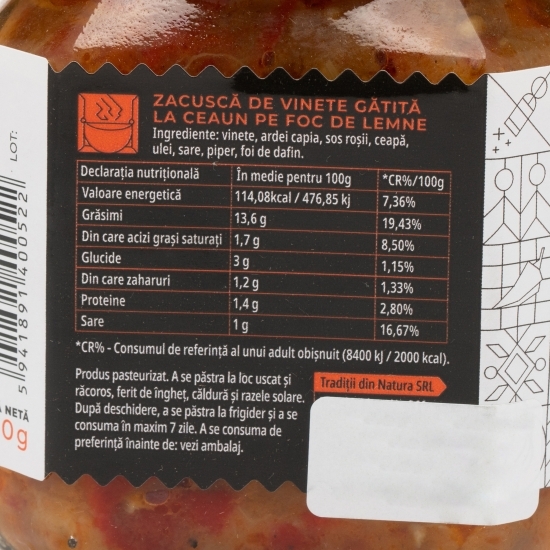 ZACUSCĂ DE VINETE GĂTITĂ
LA CEAUN PE FOC DE LEMNE
Ingrediente: vinete, ardei capia, sos roșii, ceapă,
ulei, sare, piper, foi de dafin.
Declarația nutrițională În medie pentru 100g *CR%/100g
Valoare energetică 114,08kcal / 476,85 kj 7,36%
Grăsimi 13,6 g 19,43%
Din care acizi grași saturați 1,7 g 8,50%
Glucide 3 g 1,15%
Din care zaharuri 1,2 g 1,33%
Proteine 1,4 g 2,80%
Sare 1 g 16,67%
*CR% - Consumul de referință al unui adult obișnuit (8400 kJ / 2000 kcal).
Produs pasteurizat. A se păstra la loc uscat și
răcoros, ferit de îngheț, căldură și razele solare.
După deschidere, a se păstra la frigider și a se
consuma în maxim 7 zile. A se consuma de
preferință înainte de: vezi ambalaj.
Tradiții din Natura SRL
LOT:
5941891400522
NETĂ
0g